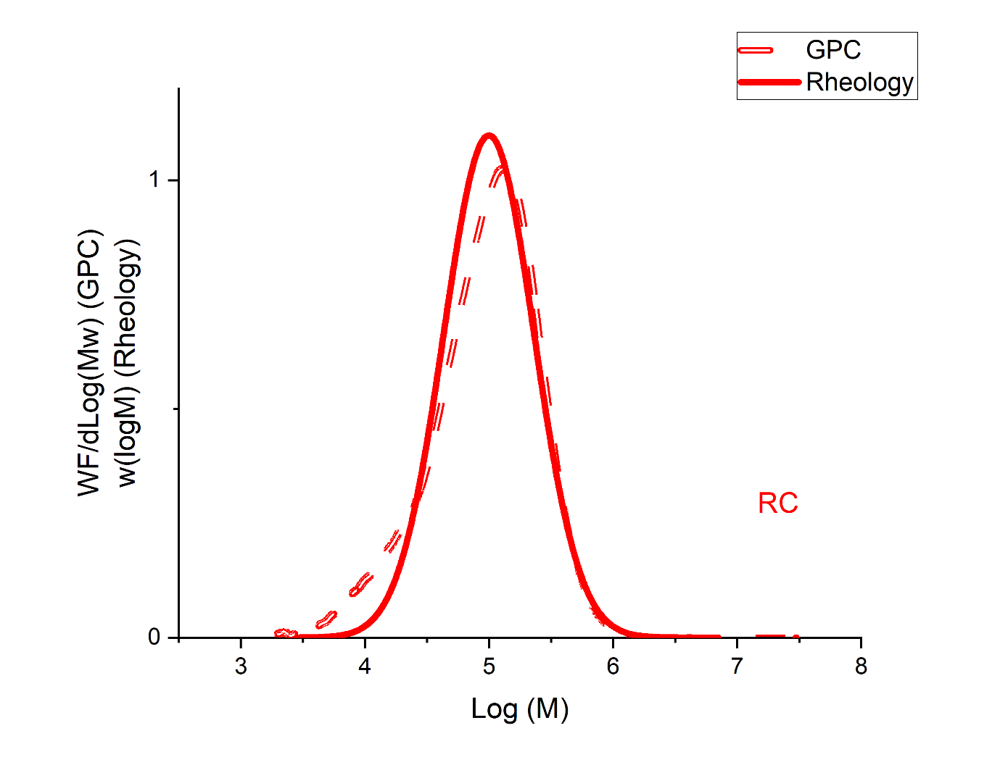 GPC
Rheology
1
0
WF/dLog(Mw) (GPC)
w(logM) (Rheology)
RC
3 4 5 6 7 8
Log (M)